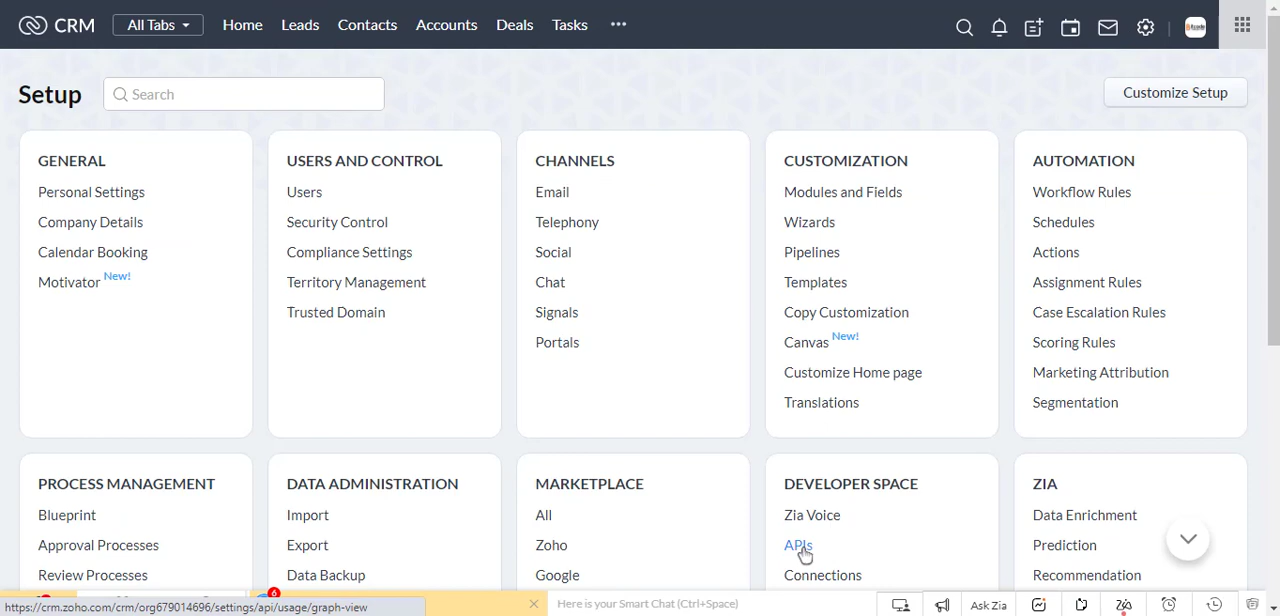 CRM All Tabs Home Leads Contacts Accounts Deals Tasks •••
Setup Search Customize Setup
GENERAL
Personal Settings
Company Details
Calendar Booking
Motivator New!
USERS AND CONTROL
Users
Security Control
Compliance Settings
Territory Management
Trusted Domain
CHANNELS
Email
Telephony
Social
Chat
Signals
Portals
CUSTOMIZATION
Modules and Fields
Wizards
Pipelines
Templates
Copy Customization
Canvas New!
Customize Home page
Translations
AUTOMATION
Workflow Rules
Schedules
Actions
Assignment Rules
Case Escalation Rules
Scoring Rules
Marketing Attribution
Segmentation
PROCESS MANAGEMENT
Blueprint
Approval Processes
Review Processes
DATA ADMINISTRATION
Import
Export
Data Backup
MARKETPLACE
All
Zoho
Google
DEVELOPER SPACE
Zia Voice
APIs
Connections
ZIA
Data Enrichment
Prediction
Recommendation
6
https://crm.zoho.com/crm/org679014696/settings/api/usage/graph-view
Here is your Smart Chat (Ctrl+Space) Ask Zia